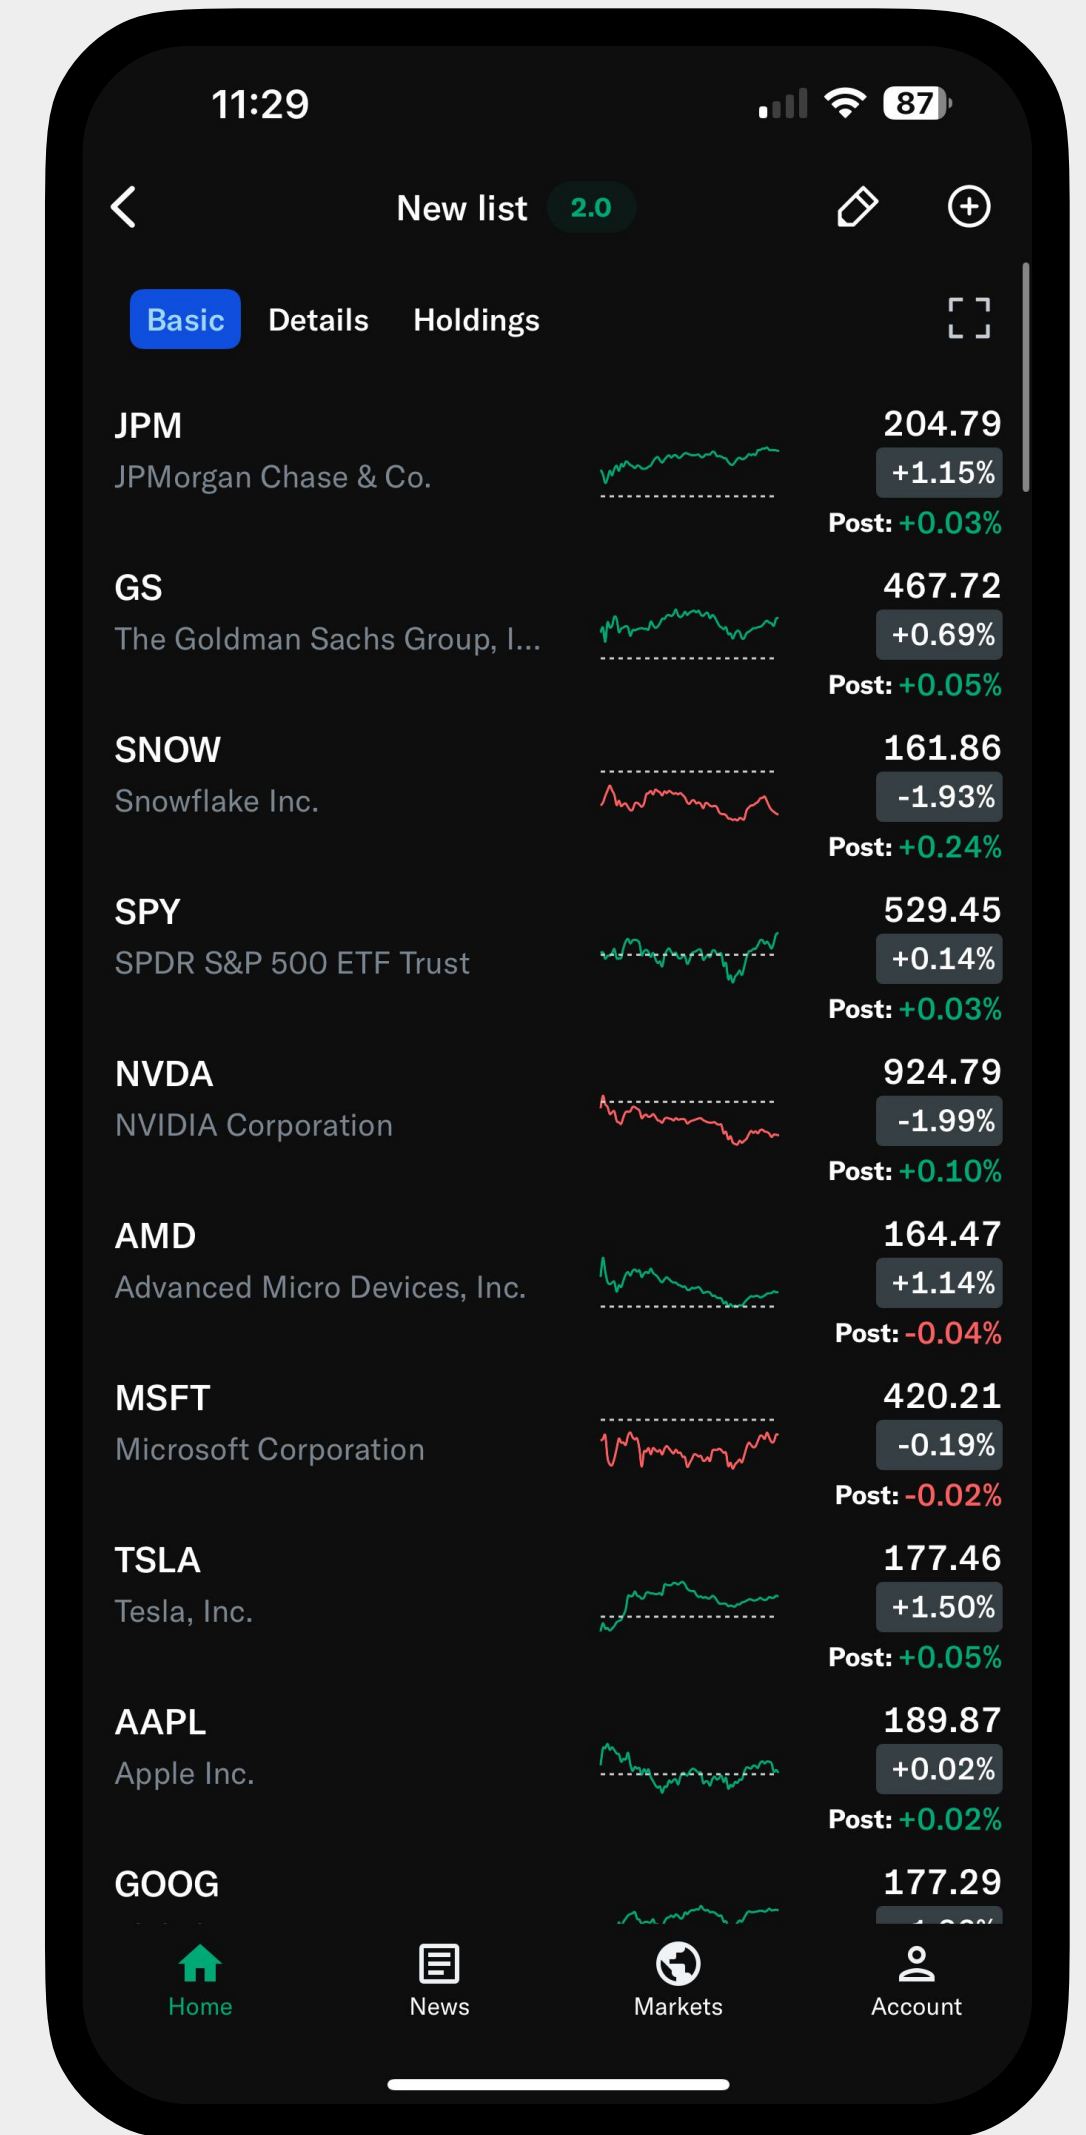 11:29
87
New list 2.0
Basic Details Holdings
JPM
204.79
JPMorgan Chase & Co.
+1.15%
Post: +0.03%
GS
467.72
The Goldman Sachs Group, I...
+0.69%
Post: +0.05%
SNOW
161.86
Snowflake Inc.
-1.93%
Post: +0.24%
SPY
529.45
SPDR S&P 500 ETF Trust
+0.14%
Post: +0.03%
NVDA
924.79
NVIDIA Corporation
-1.99%
Post: +0.10%
AMD
164.47
Advanced Micro Devices, Inc.
+1.14%
Post: -0.04%
MSFT
420.21
Microsoft Corporation
-0.19%
Post: -0.02%
TSLA
177.46
Tesla, Inc.
+1.50%
Post: +0.05%
AAPL
189.87
Apple Inc.
+0.02%
Post: +0.02%
GOOG
177.29
Home News Markets Account